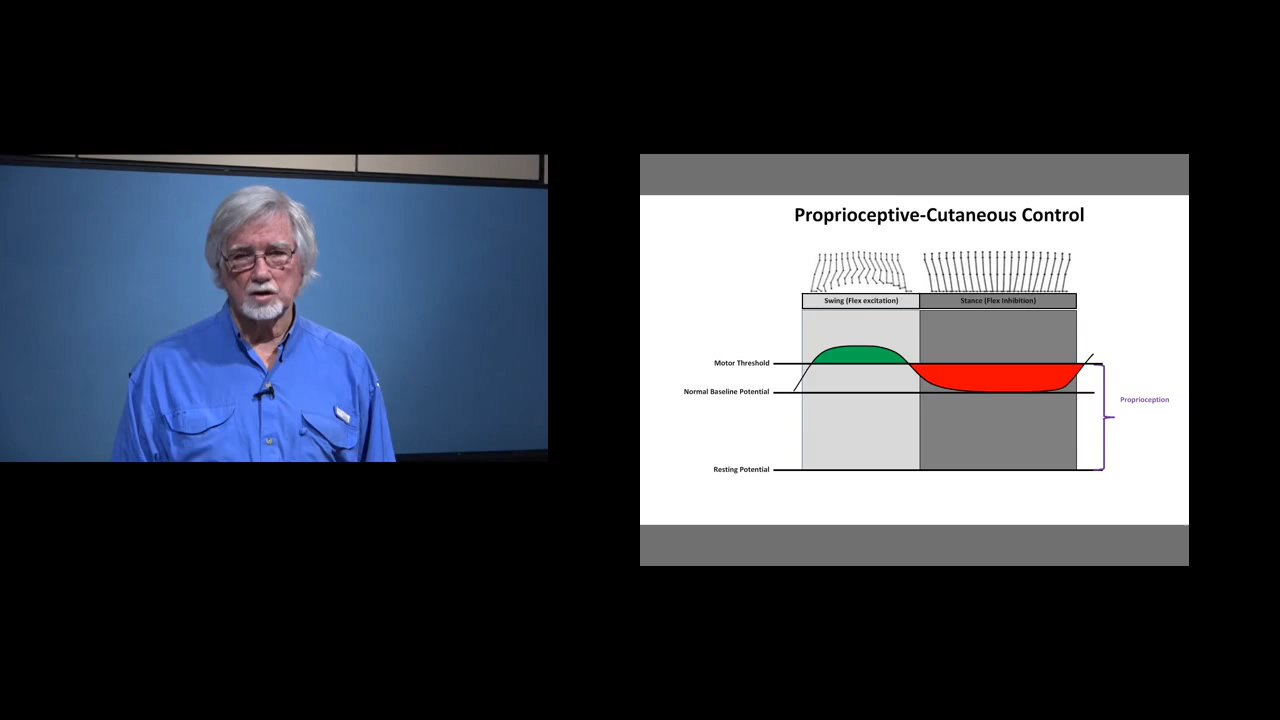 Proprioceptive-Cutaneous Control
Swing (Flex excitation)
Stance (Flex Inhibition)
Motor Threshold
Normal Baseline Potential
Proprioception
Resting Potential